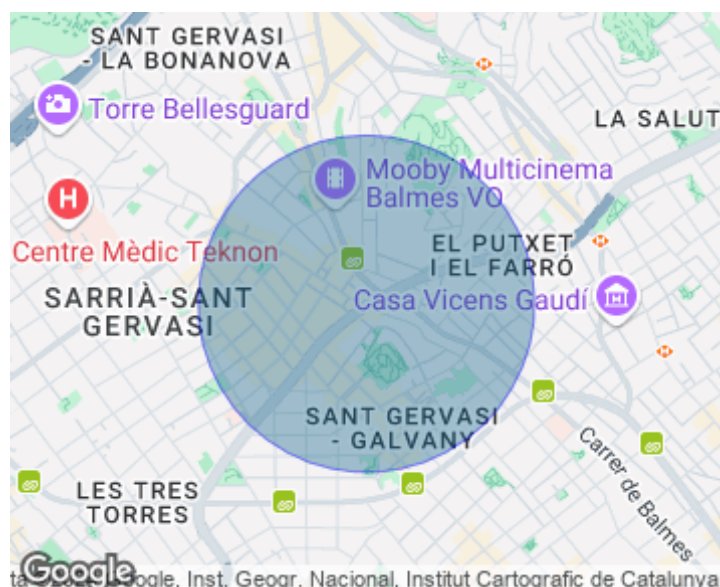 SANT GERVASI
- LA BONANOVA
Torre Bellesguard
LA SALUT
Mooby Multicinema
Balmes VO
H
Centre Mèdic Teknon
EL PUTXET
I EL FARRÓ
SARRIÀ-SANT
GERVASI
Casa Vicens Gaudí
SANT GERVASI
- GALVANY
Carrer de Balmes
LES TRES
TORRES
Google
Google, Inst. Geogr. Nacional, Institut Cartografic de Catalunya